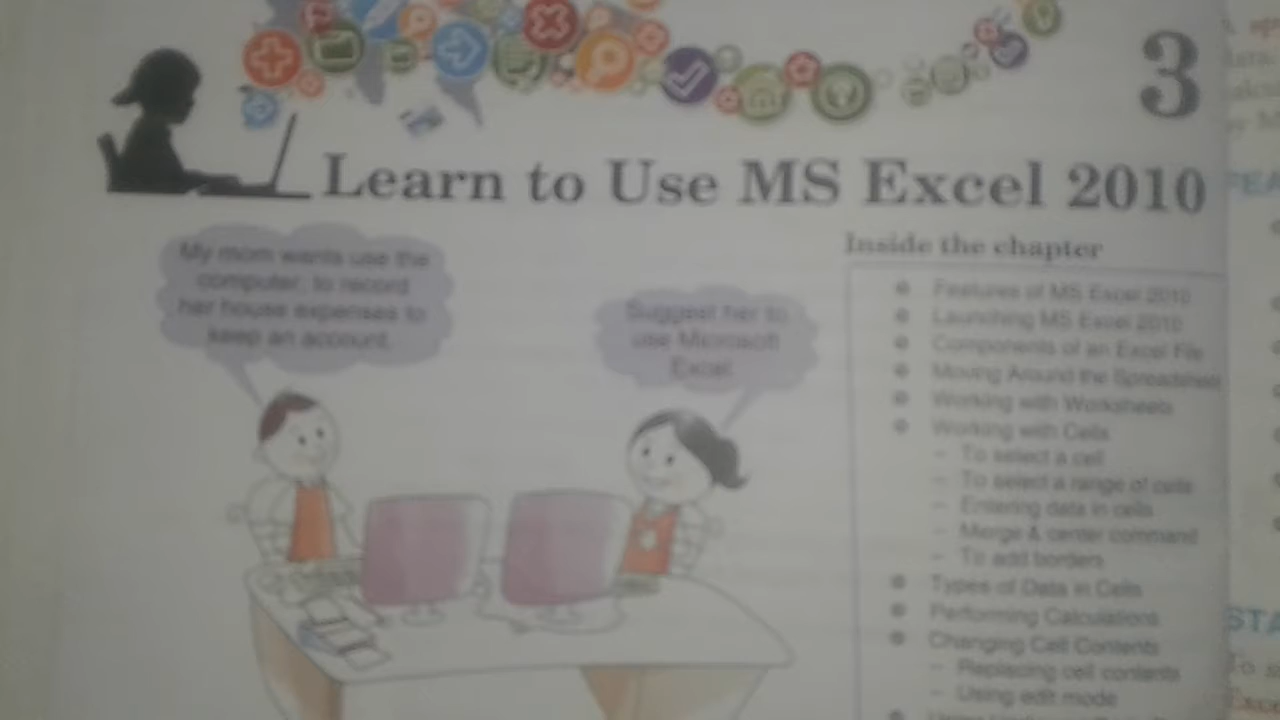 3
Learn to Use MS Excel 2010
My mom wants use the
computer, to record
her house expenses to
keep an account.
Suggest her to
use Microsoft
Excel.
Inside the chapter
Features of MS Excel 2010
Launching MS Excel 2010
Components of an Excel File
Moving Around the Spreadsheet
Working with Worksheets
Working with Cells
– To select a cell
– To select a range of cells
– Entering data in cells
– Merge & center command
– To add borders
Types of Data in Cells
Performing Calculations
Changing Cell Contents
– Replacing cell contents
– Using edit mode